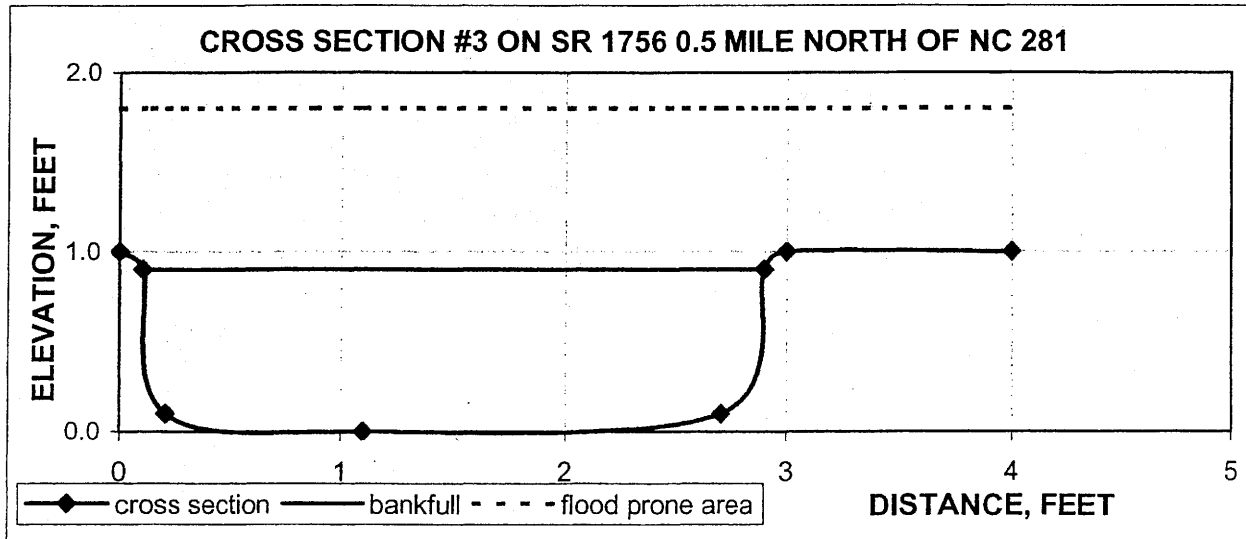 CROSS SECTION #3 ON SR 1756 0.5 MILE NORTH OF NC 281
ELEVATION, FEET
2.0
1.0
0.0
0 1 2 3 4 5
DISTANCE, FEET
cross section bankfull flood prone area